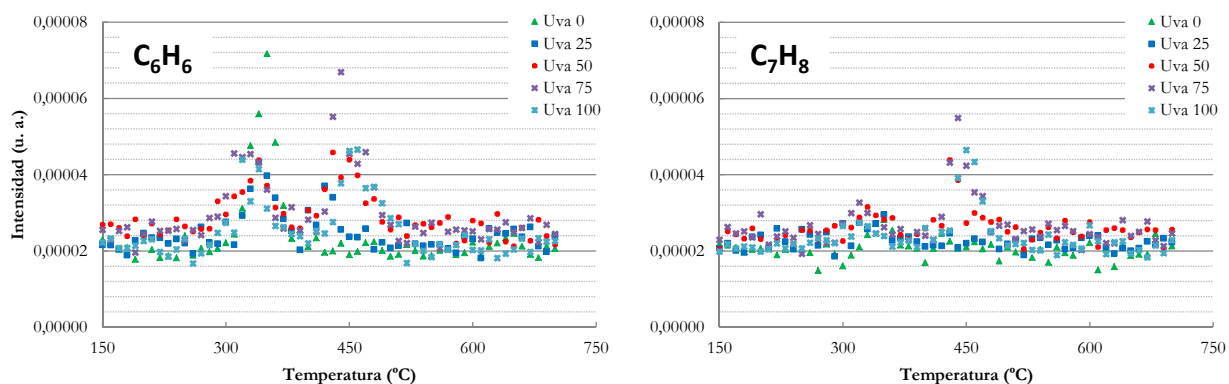 0,00008
0,00006
0,00004
0,00002
0,00000
Intensidad (u. a.)
C₆H₆
Uva 0
Uva 25
Uva 50
Uva 75
Uva 100
150 300 450 600 750
Temperatura (ºC)
0,00008
0,00006
0,00004
0,00002
0,00000
C₇H₈
Uva 0
Uva 25
Uva 50
Uva 75
Uva 100
150 300 450 600 750
Temperatura (ºC)